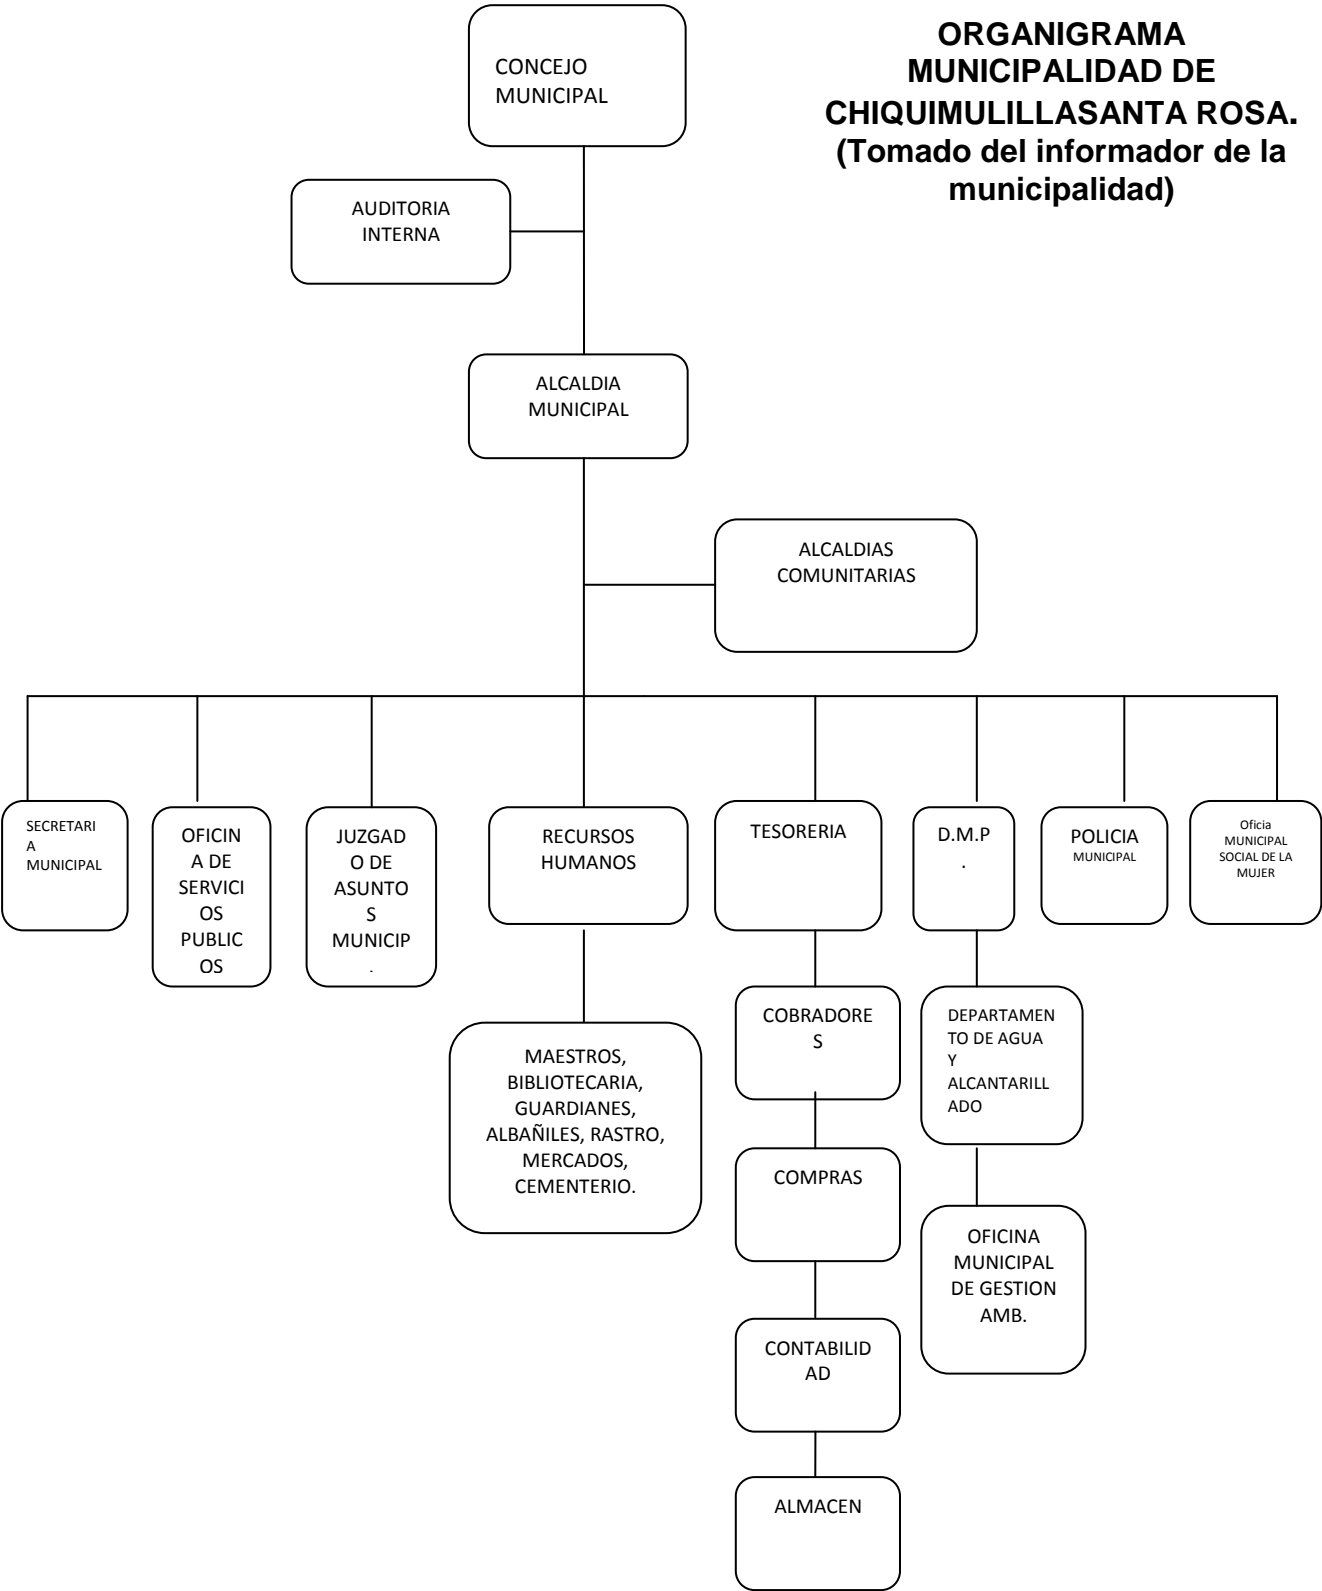 ORGANIGRAMA
MUNICIPALIDAD DE
CHIQUIMULILLASANTA ROSA.
(Tomado del informador de la
municipalidad)
CONCEJO
MUNICIPAL
AUDITORIA
INTERNA
ALCALDIA
MUNICIPAL
ALCALDIAS
COMUNITARIAS
SECRETARI
A
MUNICIPAL
OFICIN
A DE
SERVICI
OS
PUBLIC
OS
JUZGAD
O DE
ASUNTO
S
MUNICIP
.
RECURSOS
HUMANOS
TESORERIA
D.M.P
.
POLICIA
MUNICIPAL
Oficia
MUNICIPAL
SOCIAL DE LA
MUJER
MAESTROS,
BIBLIOTECARIA,
GUARDIANES,
ALBAÑILES, RASTRO,
MERCADOS,
CEMENTERIO.
COBRADORE
S
COMPRAS
CONTABILID
AD
ALMACEN
DEPARTAMEN
TO DE AGUA
Y
ALCANTARILL
ADO
OFICINA
MUNICIPAL
DE GESTION
AMB.